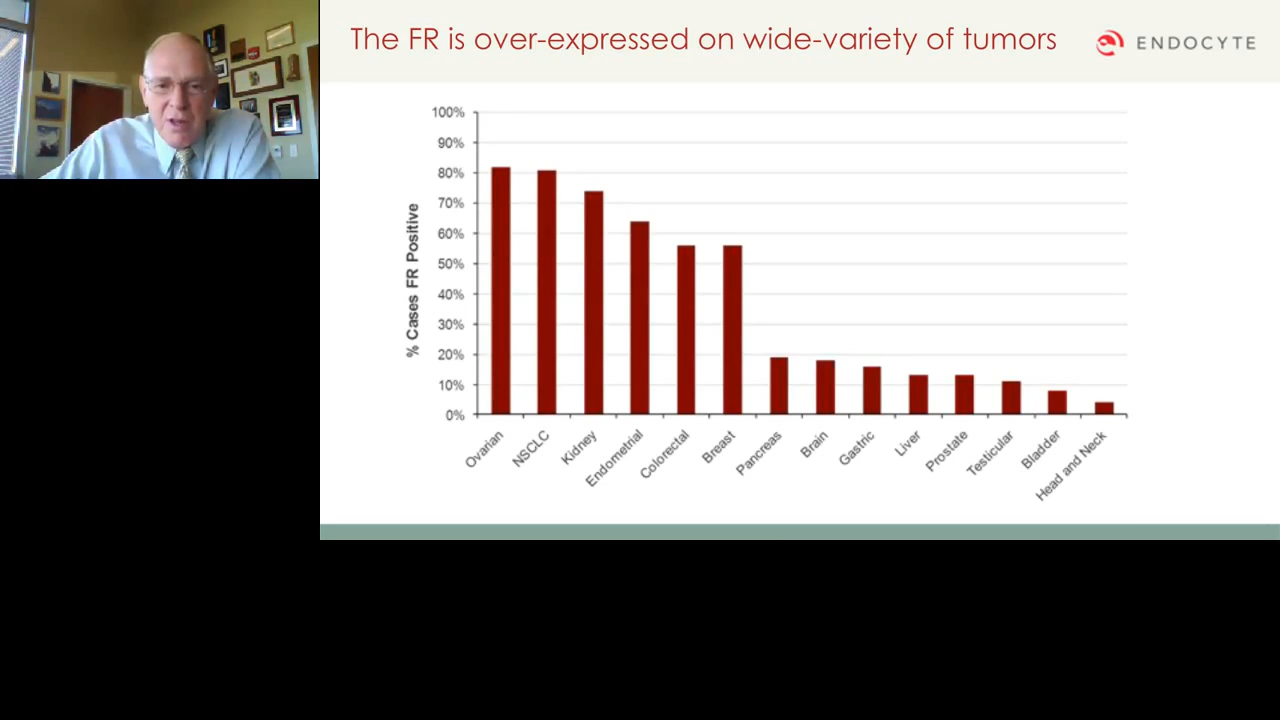 The FR is over-expressed on wide-variety of tumors
ENDOCYTE
100%
90%
80%
70%
60%
50%
40%
30%
20%
10%
0%
% Cases FR Positive
Ovarian
NSCLC
Kidney
Endometrial
Colorectal
Breast
Pancreas
Brain
Gastric
Liver
Prostate
Testicular
Bladder
Head and Neck